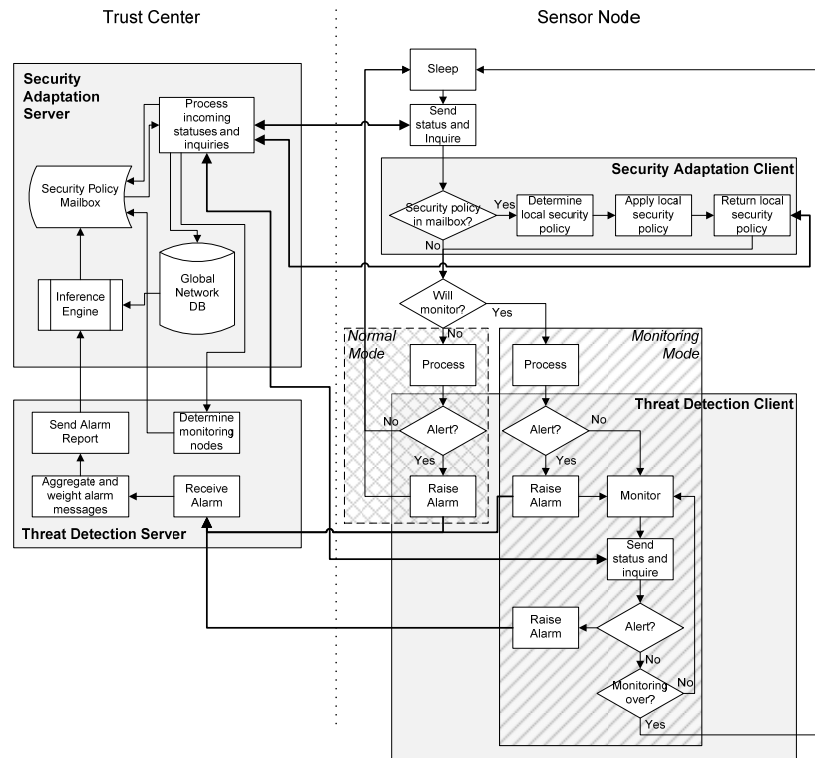 Trust Center
Sensor Node
Security
Adaptation
Server
Process
incoming
statuses and
inquiries
Security Policy
Mailbox
Global
Network
DB
Inference
Engine
Send Alarm
Report
Determine
monitoring
nodes
Aggregate and
weight alarm
messages
Receive
Alarm
Threat Detection Server
Sleep
Send
status and
Inquire
Security Adaptation Client
Security policy
in mailbox?
Yes
Determine
local security
policy
Apply local
security
policy
Return local
security
policy
No
Will
monitor?
Yes
No
Normal
Mode
Monitoring
Mode
Process
Process
Threat Detection Client
No
Alert?
Alert?
No
Yes
Yes
Raise
Alarm
Raise
Alarm
Monitor
Send
status and
inquire
Raise
Alarm
Alert?
No
Monitoring
over?
No
Yes